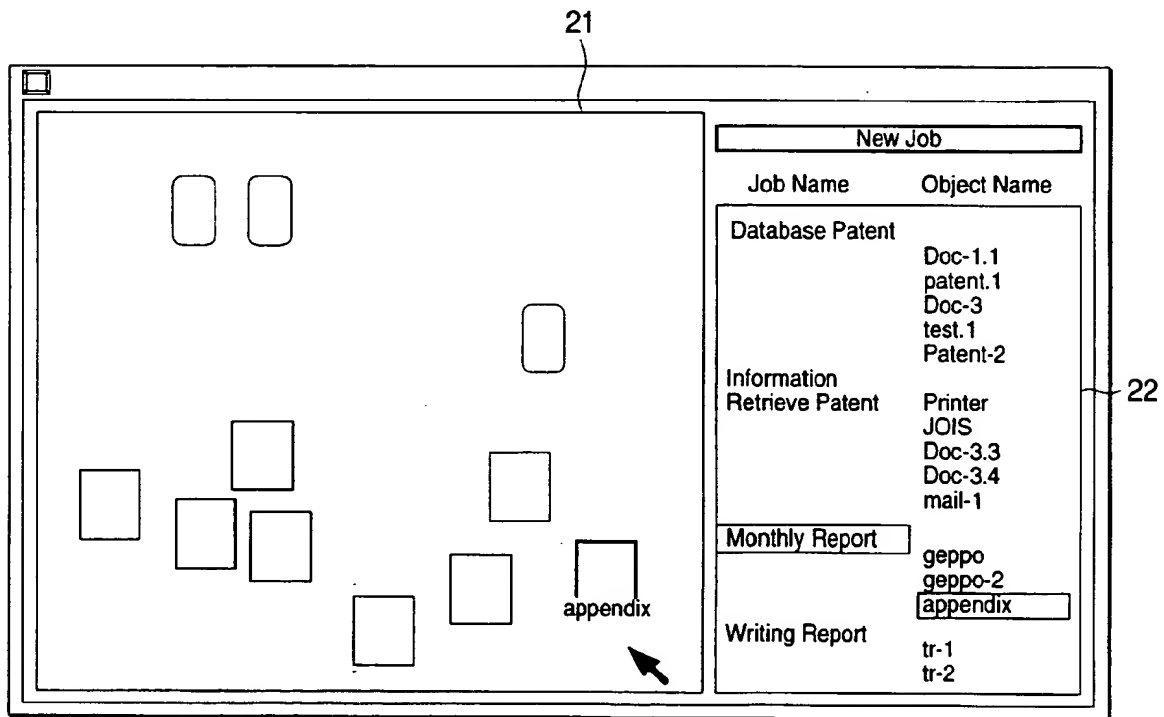 21
New Job
Job Name Object Name
Database Patent
Doc-1.1
patent.1
Doc-3
test.1
Patent-2
Information
Retrieve Patent Printer
JOIS
Doc-3.3
Doc-3.4
mail-1
22
Monthly Report
geppo
geppo-2
appendix
Writing Report
tr-1
tr-2
appendix